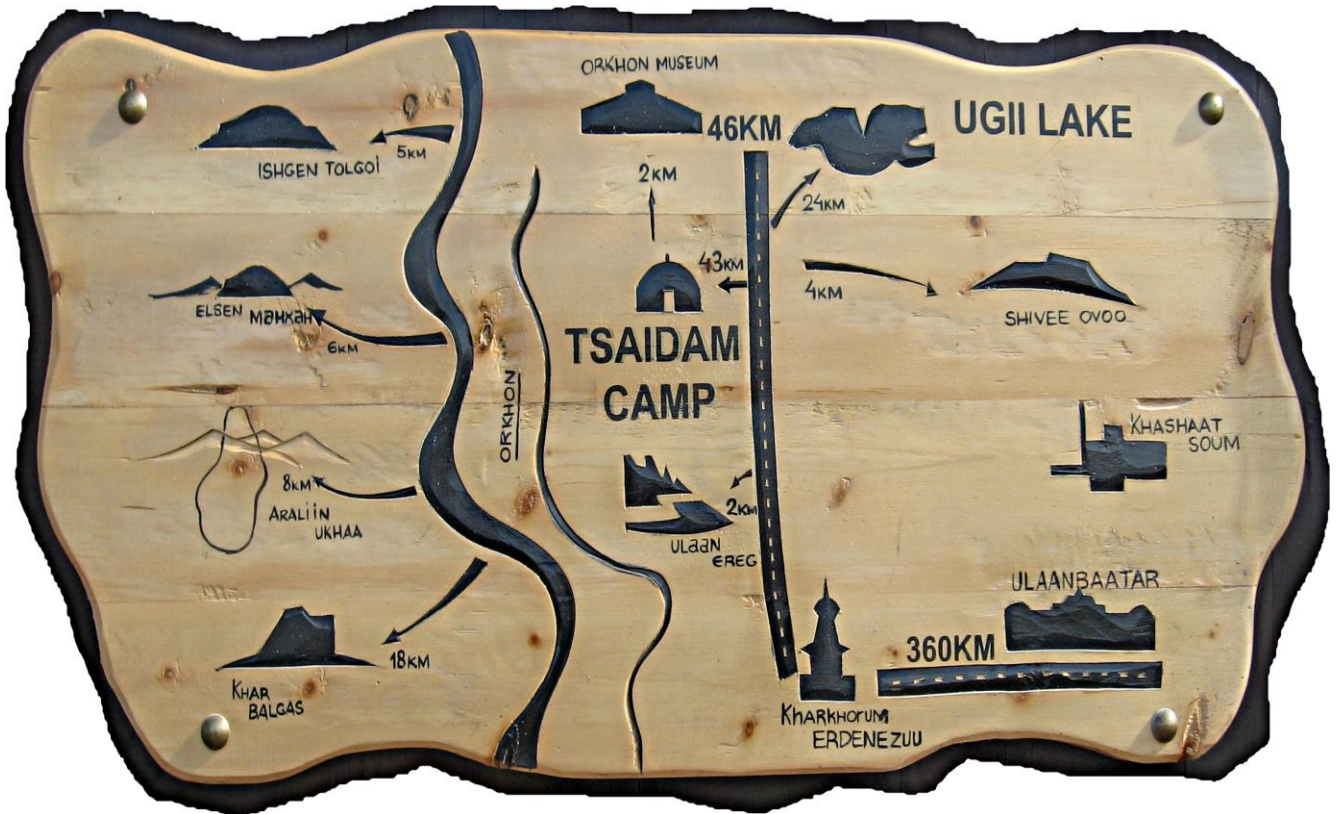 ORKHON MUSEUM
46KM
UGII LAKE
5KM
ISHGEN TOLGOI
2KM
24KM
43KM
4KM
ELSEN MaHXaH
SHIVEE OVOO
6KM
TSAIDAM
CAMP
ORKHON
KHASHAAT
SOUM
8KM
ARALIIN
UKHAA
2KM
ULaaN
EREG
ULAANBAATAR
360KM
18KM
KHAR
BALGAS
KhARKhOrUM
ERDENEZUU